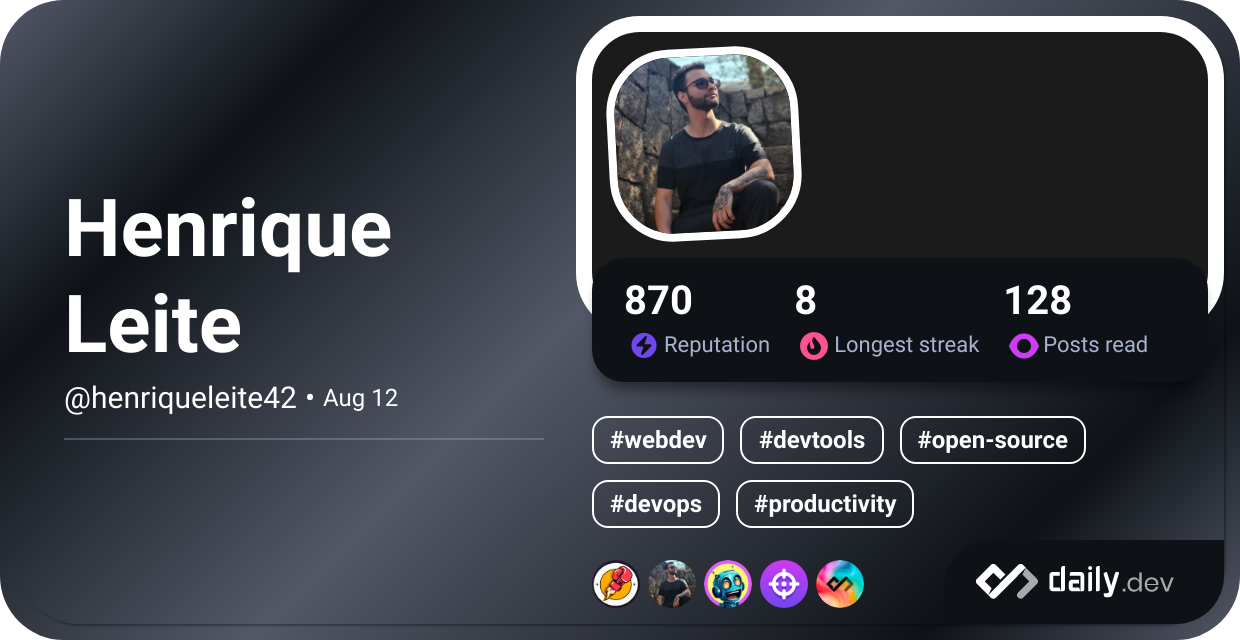 Henrique
Leite
@henriqueleite42 • Aug 12
870 8 128
Reputation Longest streak Posts read
#webdev #devtools #open-source
#devops #productivity
daily.dev